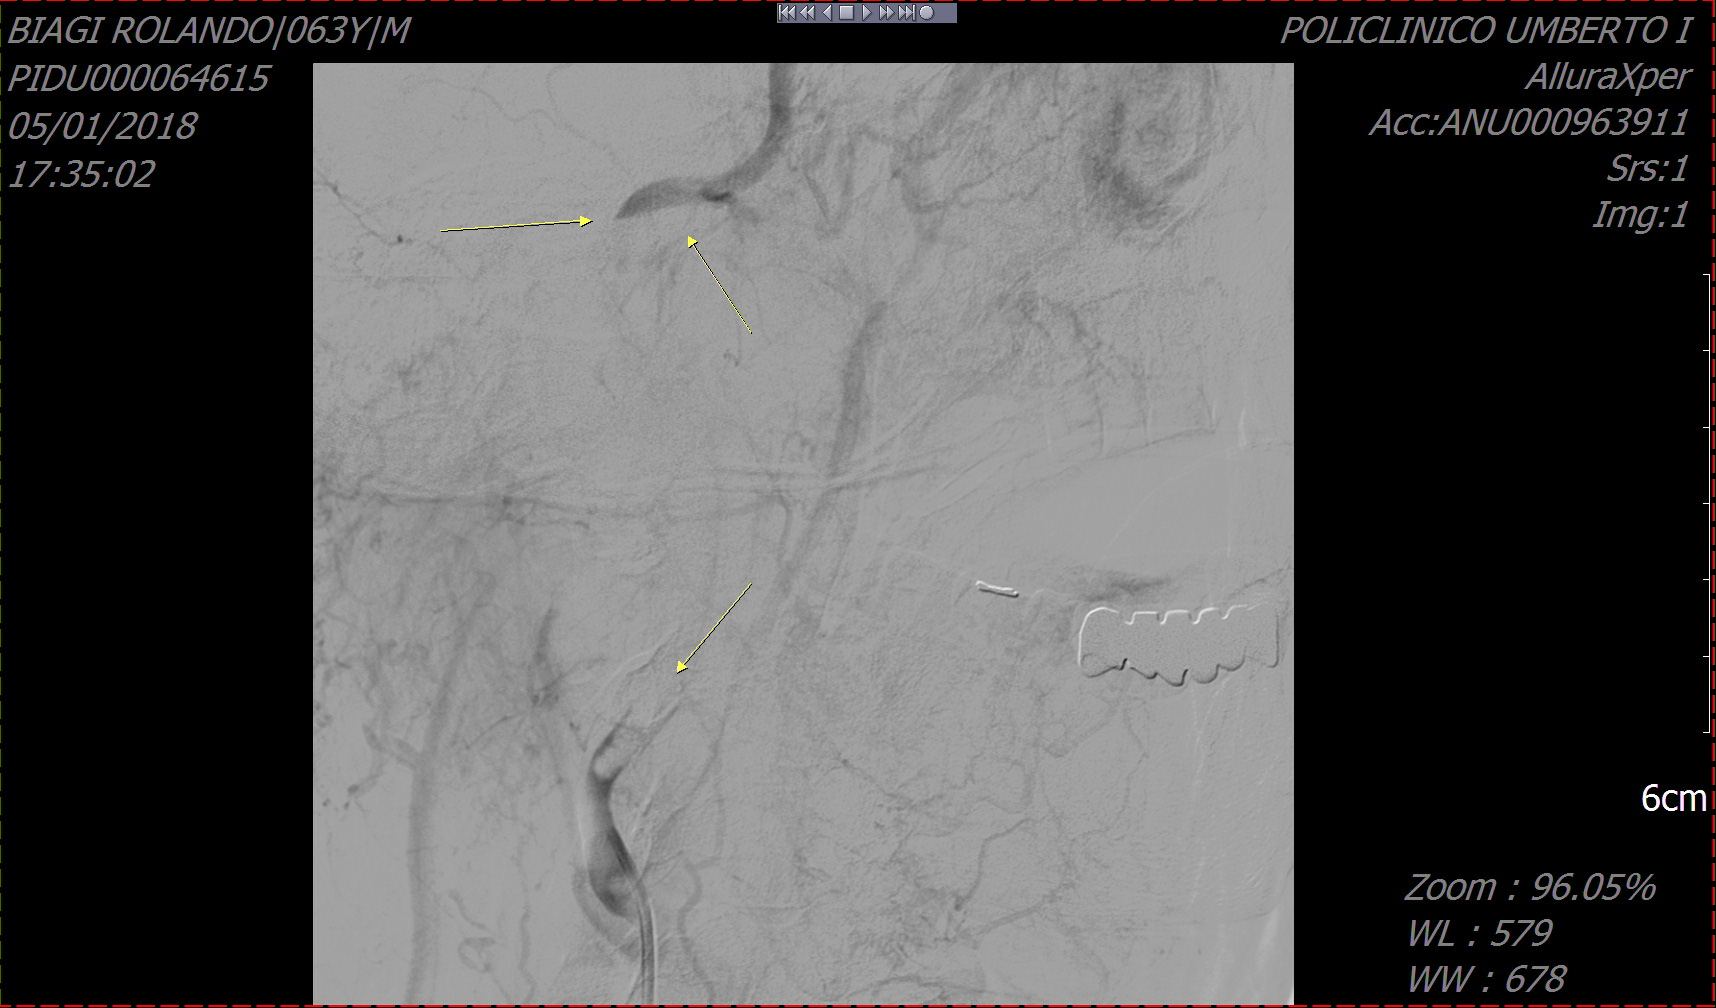 BIAGI ROLANDO|063Y|M
PIDU000064615
05/01/2018
17:35:02
POLICLINICO UMBERTO I
AlluraXper
Acc:ANU000963911
Srs:1
Img:1
6cm
Zoom : 96.05%
WL : 579
WW : 678